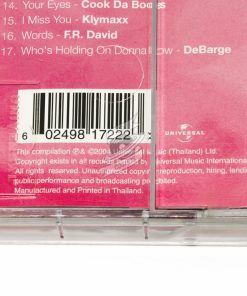 14. Your Eyes - Cook Da Books
15. I Miss You - Klymaxx
16. Words - F.R. David
17. Who's Holding On Donna Now - DeBarge
6 02498 17222
UNIVERSAL
This compilation ℗ & © 2004 Universal Music (Thailand) Ltd.
Copyright exists in all records issued by Universal Music International
All rights reserved. Unauthorized copying, reproduction, hiring, lending,
public performance and broadcasting prohibited.
Manufactured and Printed in Thailand.